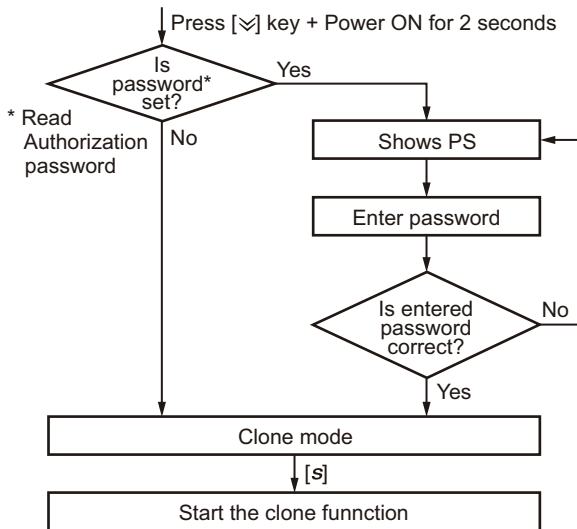 Press [≫] key + Power ON for 2 seconds
Is
password*
set?
Yes
* Read
Authorization
password
No
Shows PS
Enter password
Is entered
password
correct?
No
Yes
Clone mode
[s]
Start the clone funnction